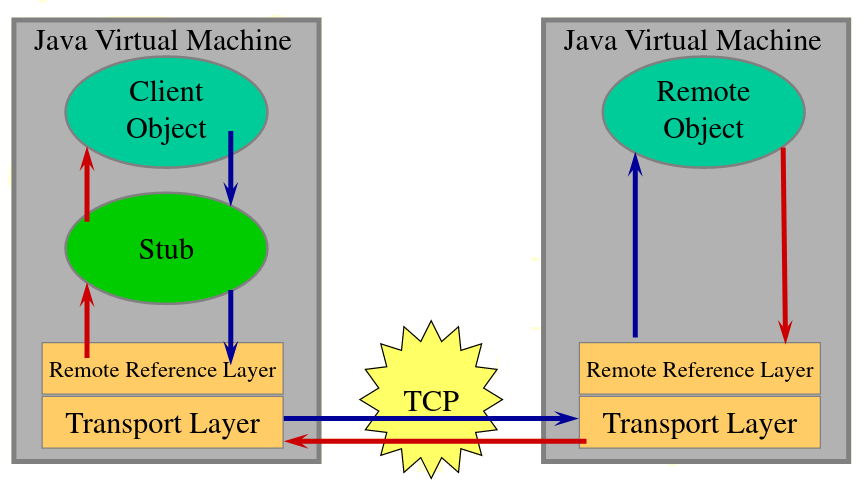 Java Virtual Machine
Client
Object
Stub
Remote Reference Layer
Transport Layer
TCP
Java Virtual Machine
Remote
Object
Remote Reference Layer
Transport Layer